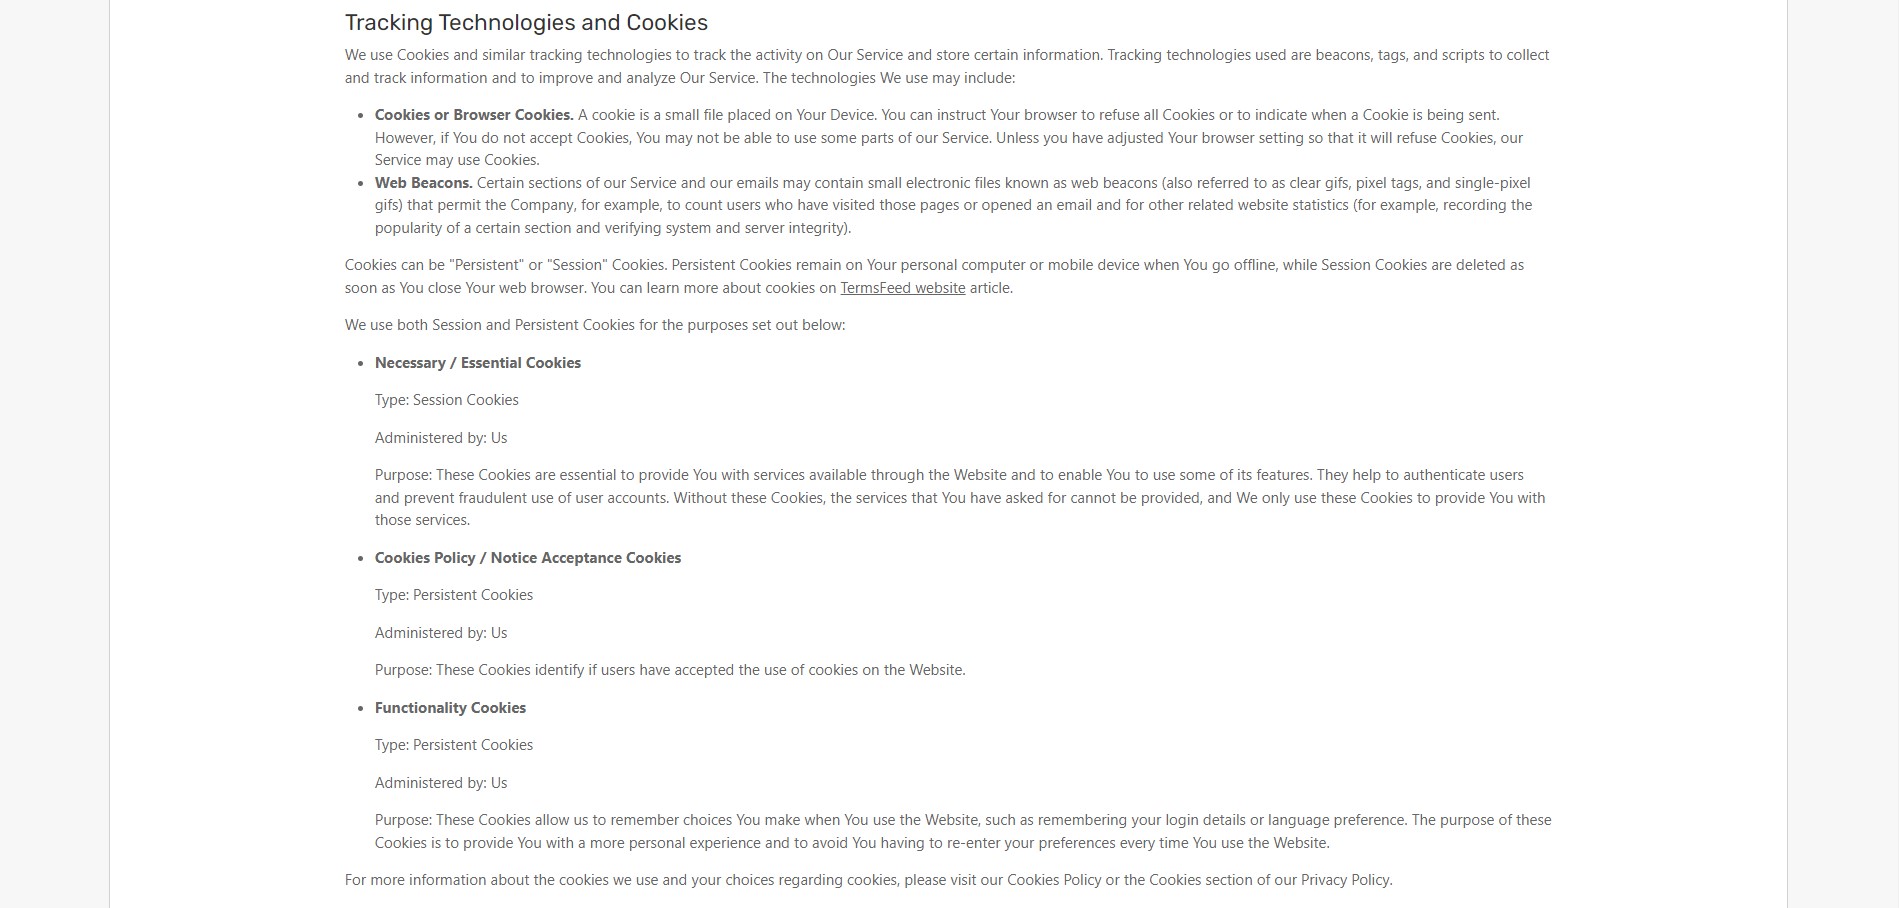 Tracking Technologies and Cookies
We use Cookies and similar tracking technologies to track the activity on Our Service and store certain information. Tracking technologies used are beacons, tags, and scripts to collect
and track information and to improve and analyze Our Service. The technologies We use may include:
• Cookies or Browser Cookies. A cookie is a small file placed on Your Device. You can instruct Your browser to refuse all Cookies or to indicate when a Cookie is being sent.
However, if You do not accept Cookies, You may not be able to use some parts of our Service. Unless you have adjusted Your browser setting so that it will refuse Cookies, our
Service may use Cookies.
• Web Beacons. Certain sections of our Service and our emails may contain small electronic files known as web beacons (also referred to as clear gifs, pixel tags, and single-pixel
gifs) that permit the Company, for example, to count users who have visited those pages or opened an email and for other related website statistics (for example, recording the
popularity of a certain section and verifying system and server integrity).
Cookies can be "Persistent" or "Session" Cookies. Persistent Cookies remain on Your personal computer or mobile device when You go offline, while Session Cookies are deleted as
soon as You close Your web browser. You can learn more about cookies on TermsFeed website article.
We use both Session and Persistent Cookies for the purposes set out below:
• Necessary / Essential Cookies
Type: Session Cookies
Administered by: Us
Purpose: These Cookies are essential to provide You with services available through the Website and to enable You to use some of its features. They help to authenticate users
and prevent fraudulent use of user accounts. Without these Cookies, the services that You have asked for cannot be provided, and We only use these Cookies to provide You with
those services.
• Cookies Policy / Notice Acceptance Cookies
Type: Persistent Cookies
Administered by: Us
Purpose: These Cookies identify if users have accepted the use of cookies on the Website.
• Functionality Cookies
Type: Persistent Cookies
Administered by: Us
Purpose: These Cookies allow us to remember choices You make when You use the Website, such as remembering your login details or language preference. The purpose of these
Cookies is to provide You with a more personal experience and to avoid You having to re-enter your preferences every time You use the Website.
For more information about the cookies we use and your choices regarding cookies, please visit our Cookies Policy or the Cookies section of our Privacy Policy.